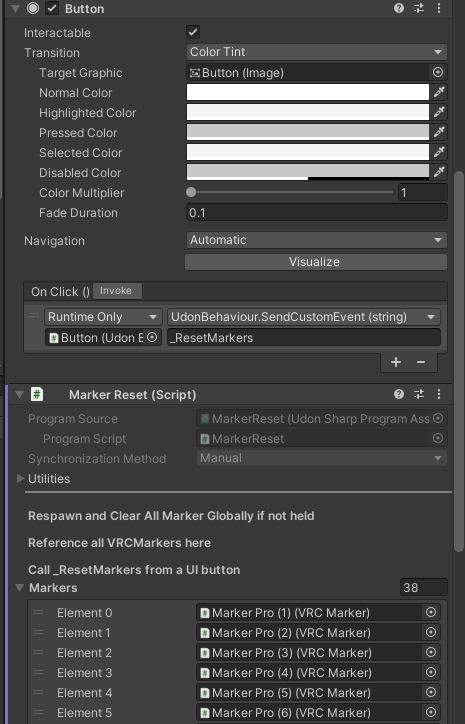 Button
Interactable
Transition Color Tint
Target Graphic Button (Image)
Normal Color
Highlighted Color
Pressed Color
Selected Color
Disabled Color
Color Multiplier 1
Fade Duration 0.1
Navigation Automatic
Visualize
On Click () Invoke
Runtime Only UdonBehaviour.SendCustomEvent (string)
Button (Udon E _ResetMarkers
Marker Reset (Script)
Program Source MarkerReset (Udon Sharp Program Ass
Program Script MarkerReset
Synchronization Method Manual
Utilities
Respawn and Clear All Marker Globally if not held
Reference all VRCMarkers here
Call _ResetMarkers from a UI button
Markers 38
Element 0 Marker Pro (1) (VRC Marker)
Element 1 Marker Pro (2) (VRC Marker)
Element 2 Marker Pro (3) (VRC Marker)
Element 3 Marker Pro (4) (VRC Marker)
Element 4 Marker Pro (5) (VRC Marker)
Element 5 Marker Pro (6) (VRC Marker)